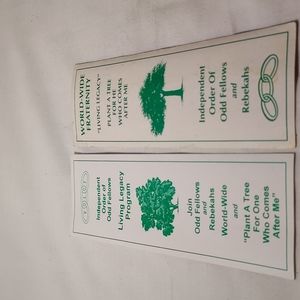 WORLD-WIDE
FRATERNITY
"LIVING LEGACY"
PLANT A TREE
FOR HE
WHO COMES
AFTER ME
Independent
Order Of
Odd Fellows
and
Rebekahs
Independent
Order of
Odd Fellows
Living Legacy
Program
Join
Odd Fellows
and
Rebekahs
World-Wide
and
"Plant A Tree
For One
Who Comes
After Me"